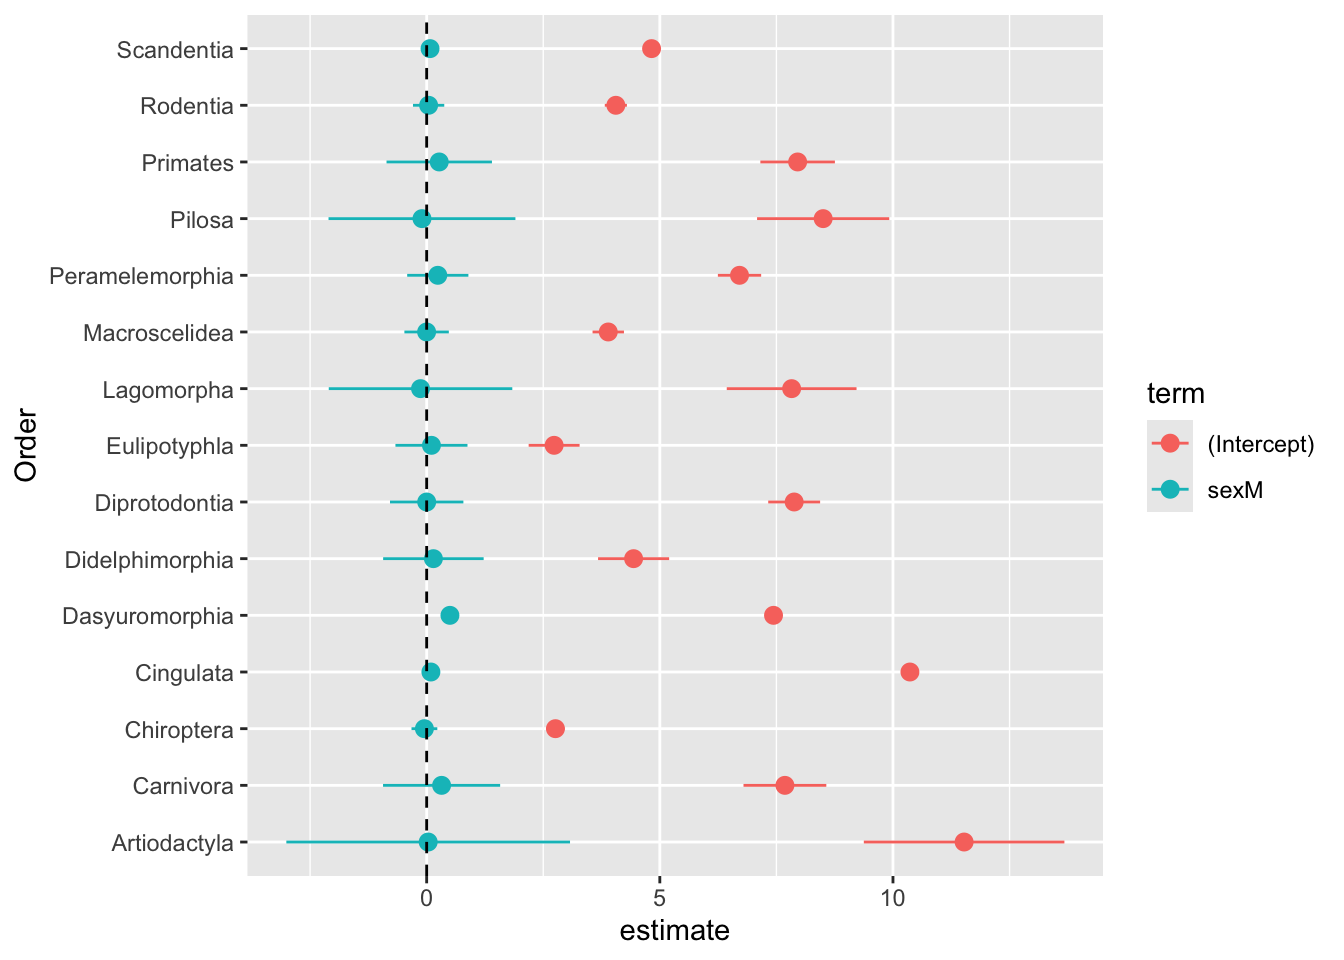 Scandentia
Rodentia
Primates
Pilosa
Peramelemorphia
Macroscelidea
Lagomorpha
Eulipotyphla
Diprotodontia
Didelphimorphia
Dasyuromorphia
Cingulata
Chiroptera
Carnivora
Artiodactyla
Order
0 5 10
estimate
term
(Intercept)
sexM